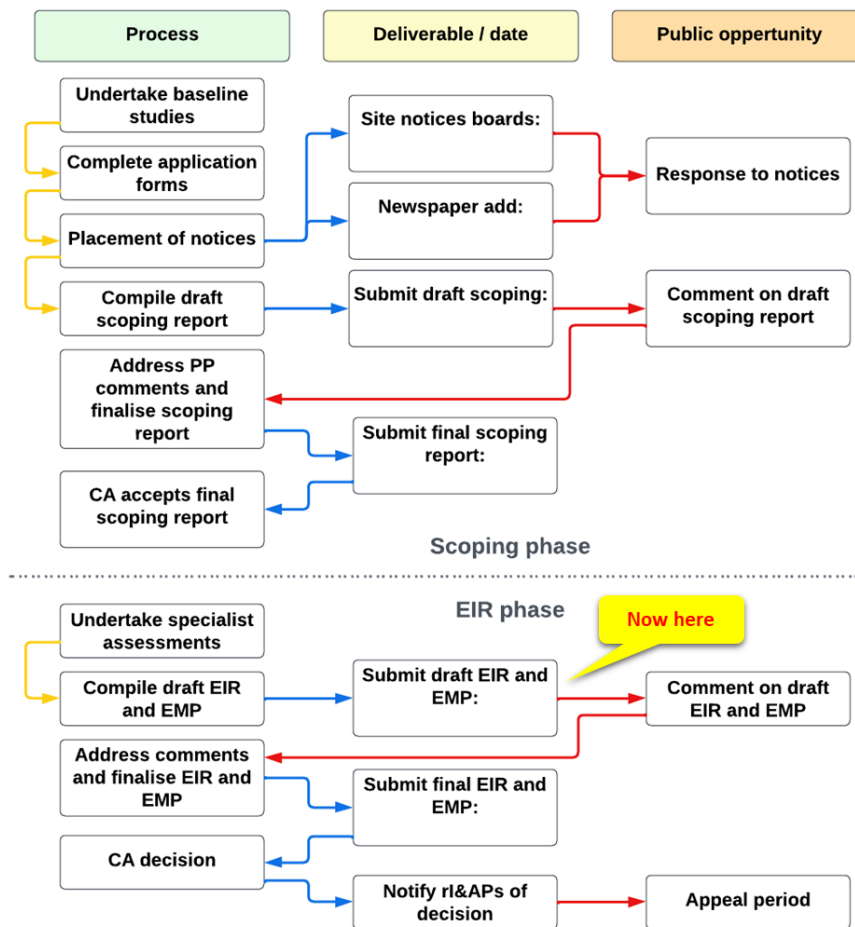 Process
Deliverable / date
Public oppertunity
Undertake baseline
studies
Site notices boards:
Complete application
forms
Response to notices
Newspaper add:
Placement of notices
Compile draft
scoping report
Submit draft scoping:
Comment on draft
scoping report
Address PP
comments and
finalise scoping
report
Submit final scoping
report:
CA accepts final
scoping report
Scoping phase
EIR phase
Now here
Undertake specialist
assessments
Compile draft EIR
and EMP
Submit draft EIR and
EMP:
Comment on draft
EIR and EMP
Address comments
and finalise EIR and
EMP
Submit final EIR and
EMP:
CA decision
Notify rI&APs of
decision
Appeal period